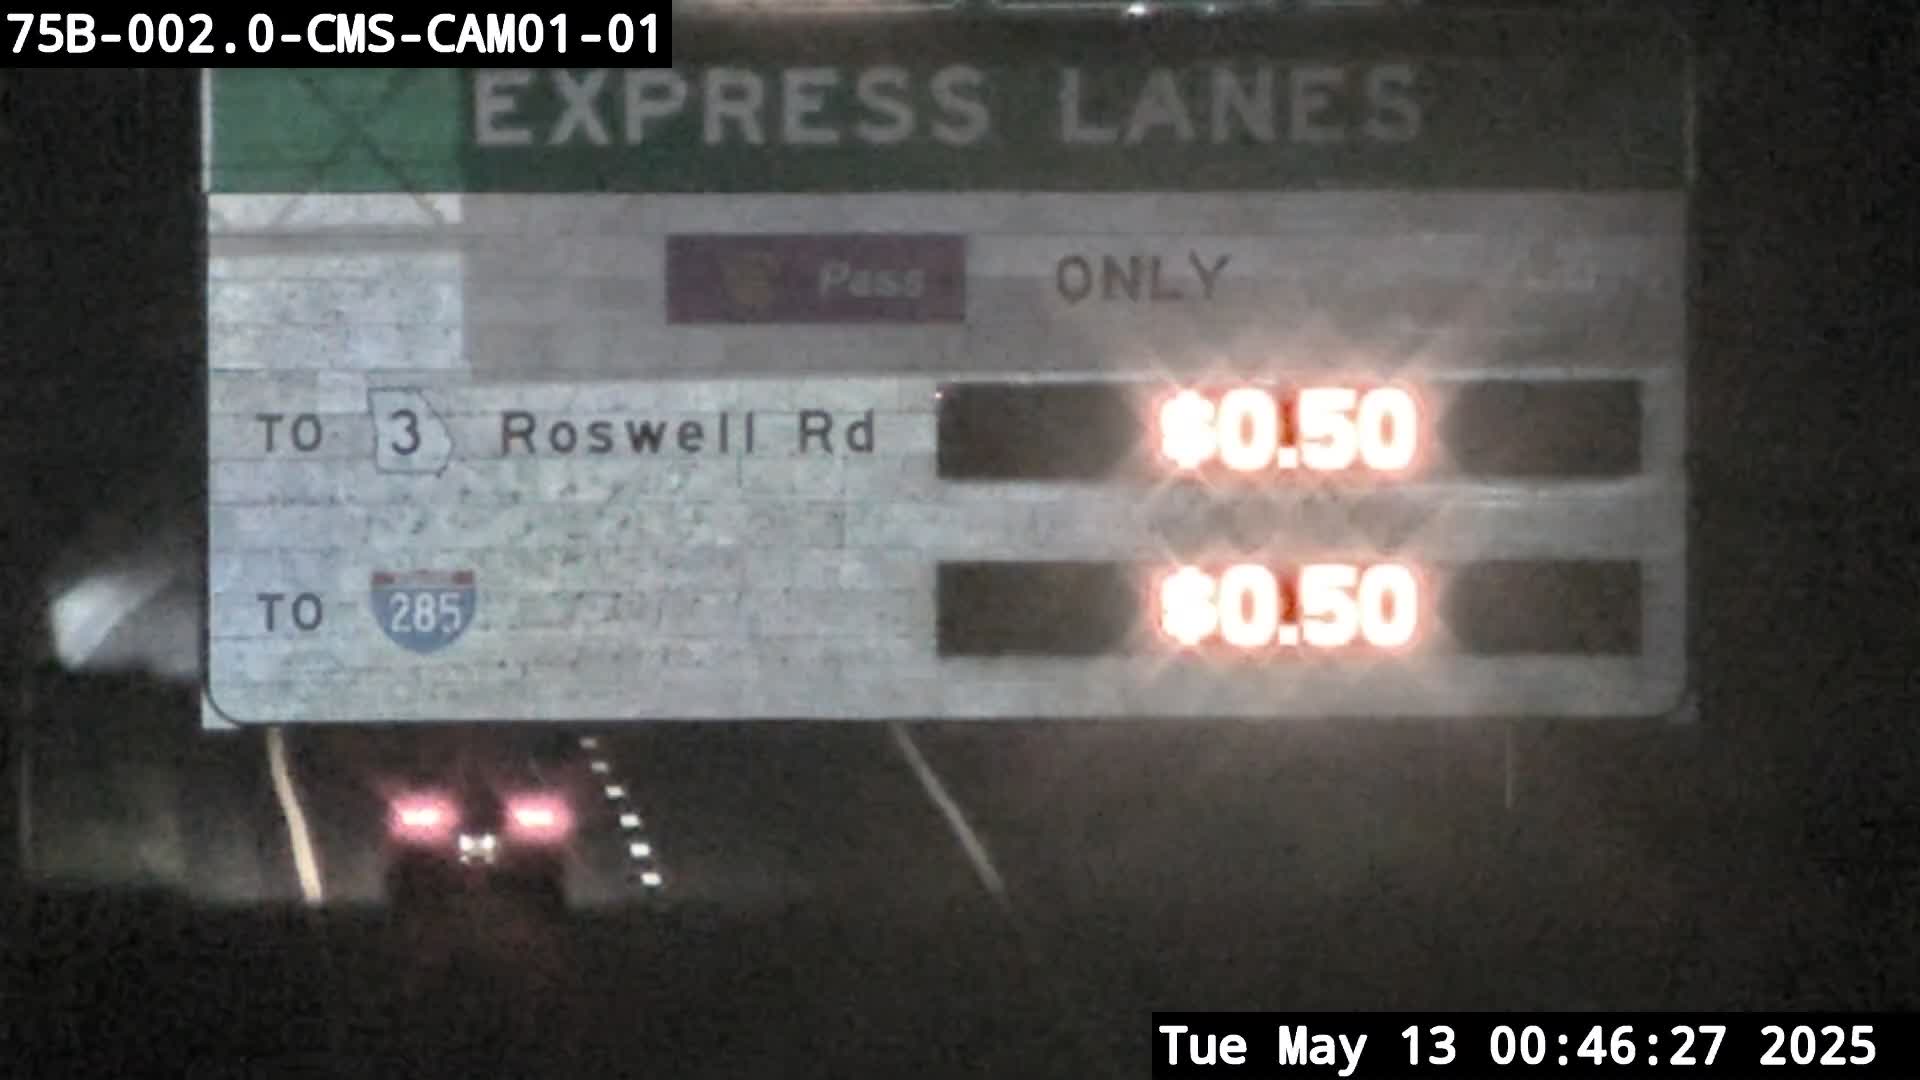 75B-002.0-CMS-CAM01-01
EXPRESS LANES
Pass ONLY
TO 3 Roswell Rd $0.50
TO 285 $0.50
Tue May 13 00:46:27 2025